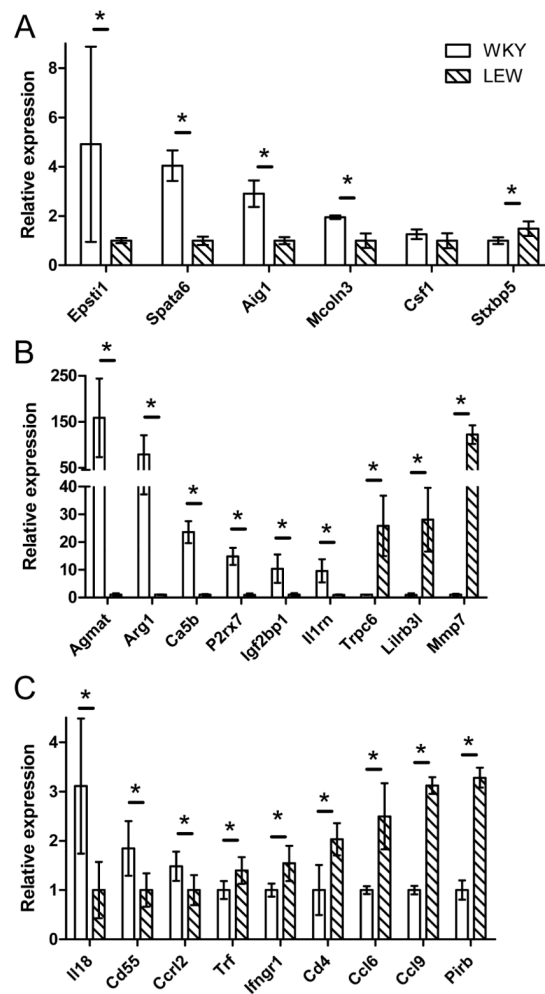 A
WKY
LEW
Relative expression
8
6
4
2
0
* * * * *
Epsti1 Spata6 Aig1 Mcoln3 Csf1 Stxbp5
B
Relative expression
250
150
50
40
30
20
10
0
* * * * * * * * *
Agmat Arg1 Ca5b P2rx7 Igf2bp1 Il1rn Trpc6 Lilrb3l Mmp7
C
Relative expression
4
3
2
1
0
* * * * * * * * *
Il18 Cd55 Ccrl2 Trf Ifngr1 Cd4 Ccl6 Ccl9 Pirb